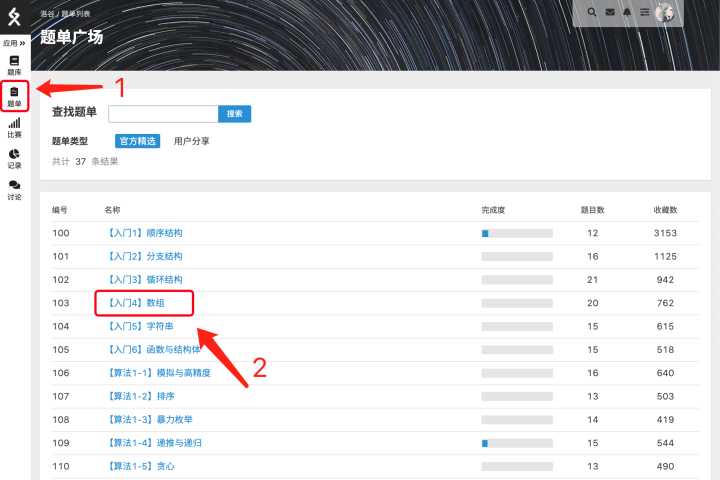 洛谷 / 题单列表
题单广场
应用 »
题库
题单
比赛
记录
讨论
1
查找题单 搜索
题单类型 官方精选 用户分享
共计 37 条结果
编号 名称 完成度 题目数 收藏数
100 【入门1】顺序结构 12 3153
101 【入门2】分支结构 16 1125
102 【入门3】循环结构 21 942
103 【入门4】数组 20 762
104 【入门5】字符串 15 615
105 【入门6】函数与结构体 15 518
2
106 【算法1-1】模拟与高精度 16 640
107 【算法1-2】排序 13 503
108 【算法1-3】暴力枚举 14 419
109 【算法1-4】递推与递归 15 544
110 【算法1-5】贪心 13 490